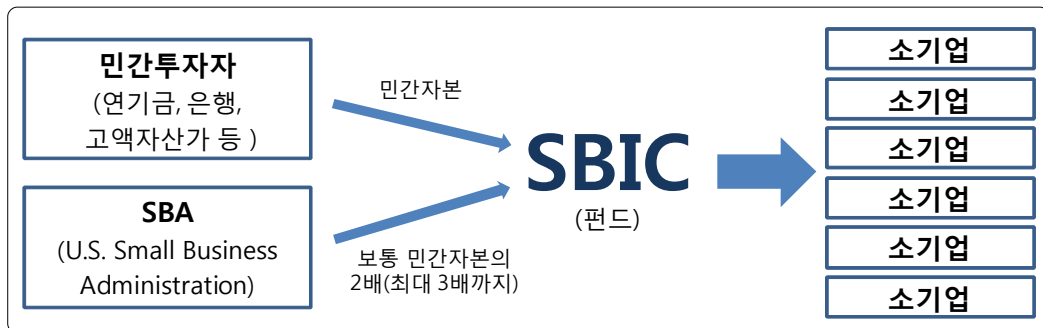 민간투자자
(연기금, 은행,
고액자산가 등 )
SBA
(U.S. Small Business
Administration)
민간자본
보통 민간자본의
2배(최대 3배까지)
SBIC
(펀드)
소기업
소기업
소기업
소기업
소기업
소기업